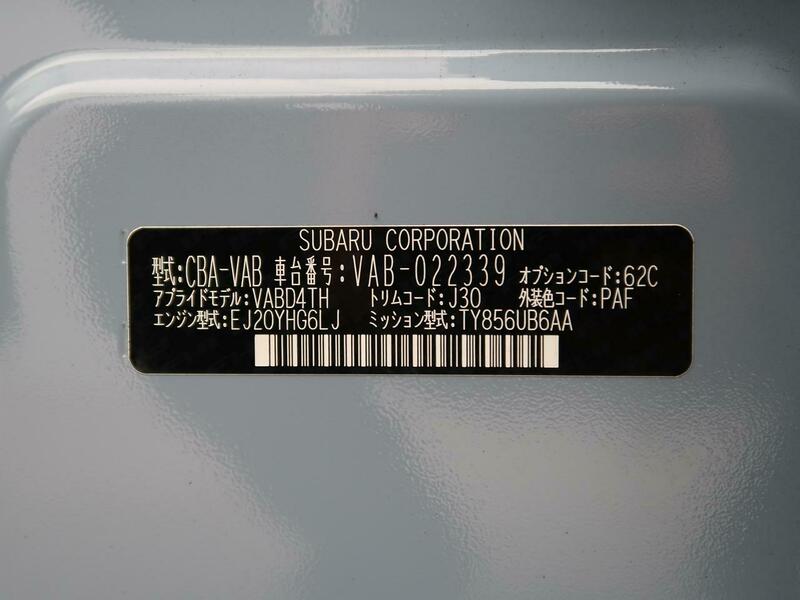 SUBARU CORPORATION
型式:CBA-VAB 車台番号:VAB-022339 オプションコード:62C
アプライドモデル:VABD4TH トリムコード:J30 外装色コード:PAF
エンジン型式:EJ20YHG6LJ ミッション型式:TY856UB6AA